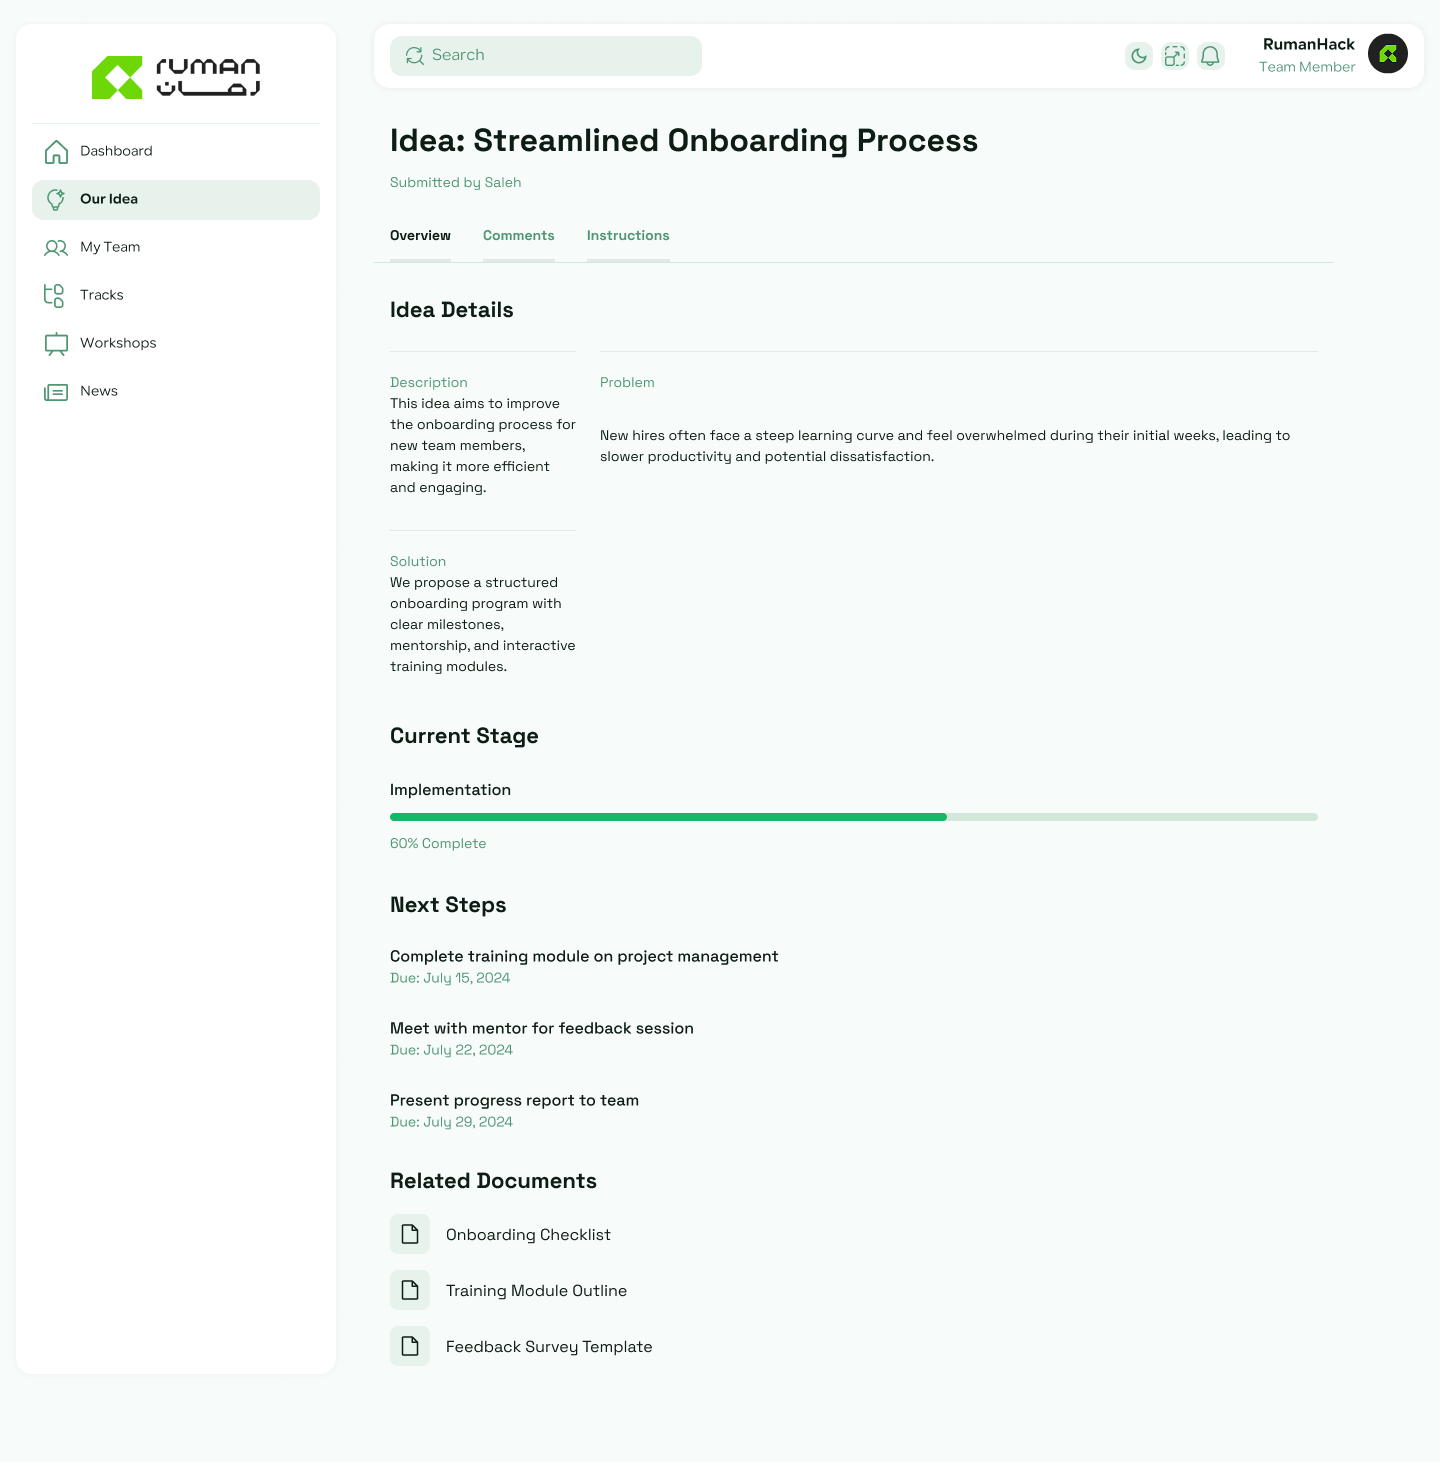 ruman
رمان
Dashboard
Our Idea
My Team
Tracks
Workshops
News
Search
RumanHack
Team Member
Idea: Streamlined Onboarding Process
Submitted by Saleh
Overview
Comments
Instructions
Idea Details
Description
This idea aims to improve
the onboarding process for
new team members,
making it more efficient
and engaging.
Problem
New hires often face a steep learning curve and feel overwhelmed during their initial weeks, leading to
slower productivity and potential dissatisfaction.
Solution
We propose a structured
onboarding program with
clear milestones,
mentorship, and interactive
training modules.
Current Stage
Implementation
60% Complete
Next Steps
Complete training module on project management
Due: July 15, 2024
Meet with mentor for feedback session
Due: July 22, 2024
Present progress report to team
Due: July 29, 2024
Related Documents
Onboarding Checklist
Training Module Outline
Feedback Survey Template